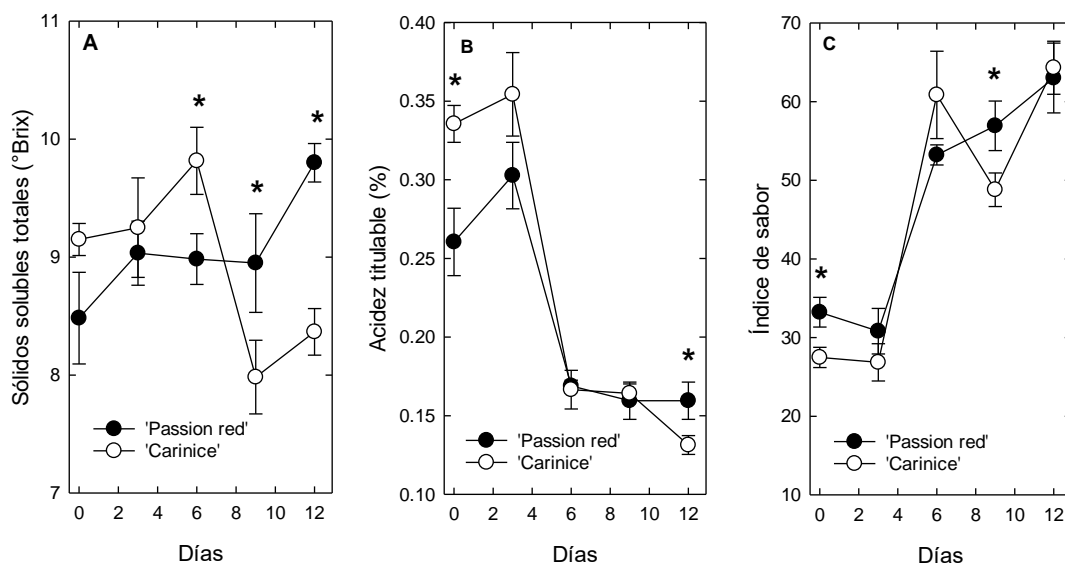 A
Sólidos solubles totales (°Brix)
11
10
9
8
7
*
*
*
'Passion red'
'Carinice'
0 2 4 6 8 10 12
Días
B
Acidez titulable (%)
0.40
0.35
0.30
0.25
0.20
0.15
0.10
*
*
'Passion red'
'Carinice'
0 2 4 6 8 10 12
Días
C
Índice de sabor
70
60
50
40
30
20
10
*
*
'Passion red'
'Carinice'
0 2 4 6 8 10 12
Días